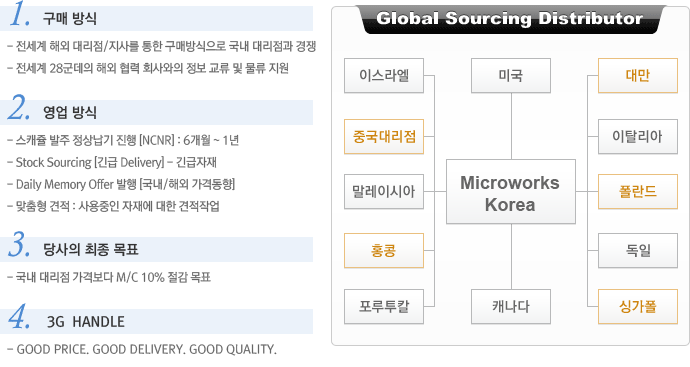 1. 구매 방식
- 전세계 해외 대리점/지사를 통한 구매방식으로 국내 대리점과 경쟁
- 전세계 28군데의 해외 협력 회사와의 정보 교류 및 물류 지원
2. 영업 방식
- 스캐쥴 발주 정상납기 진행 [NCNR] : 6개월 ~ 1년
- Stock Sourcing [긴급 Delivery] - 긴급자재
- Daily Memory Offer 발행 [국내/해외 가격동향]
- 맞춤형 견적 : 사용중인 자재에 대한 견적작업
3. 당사의 최종 목표
- 국내 대리점 가격보다 M/C 10% 절감 목표
4. 3G HANDLE
- GOOD PRICE. GOOD DELIVERY. GOOD QUALITY.
Global Sourcing Distributor
이스라엘
미국
대만
중국대리점
이탈리아
말레이시아
Microworks
Korea
폴란드
홍콩
독일
포루투칼
캐나다
싱가폴